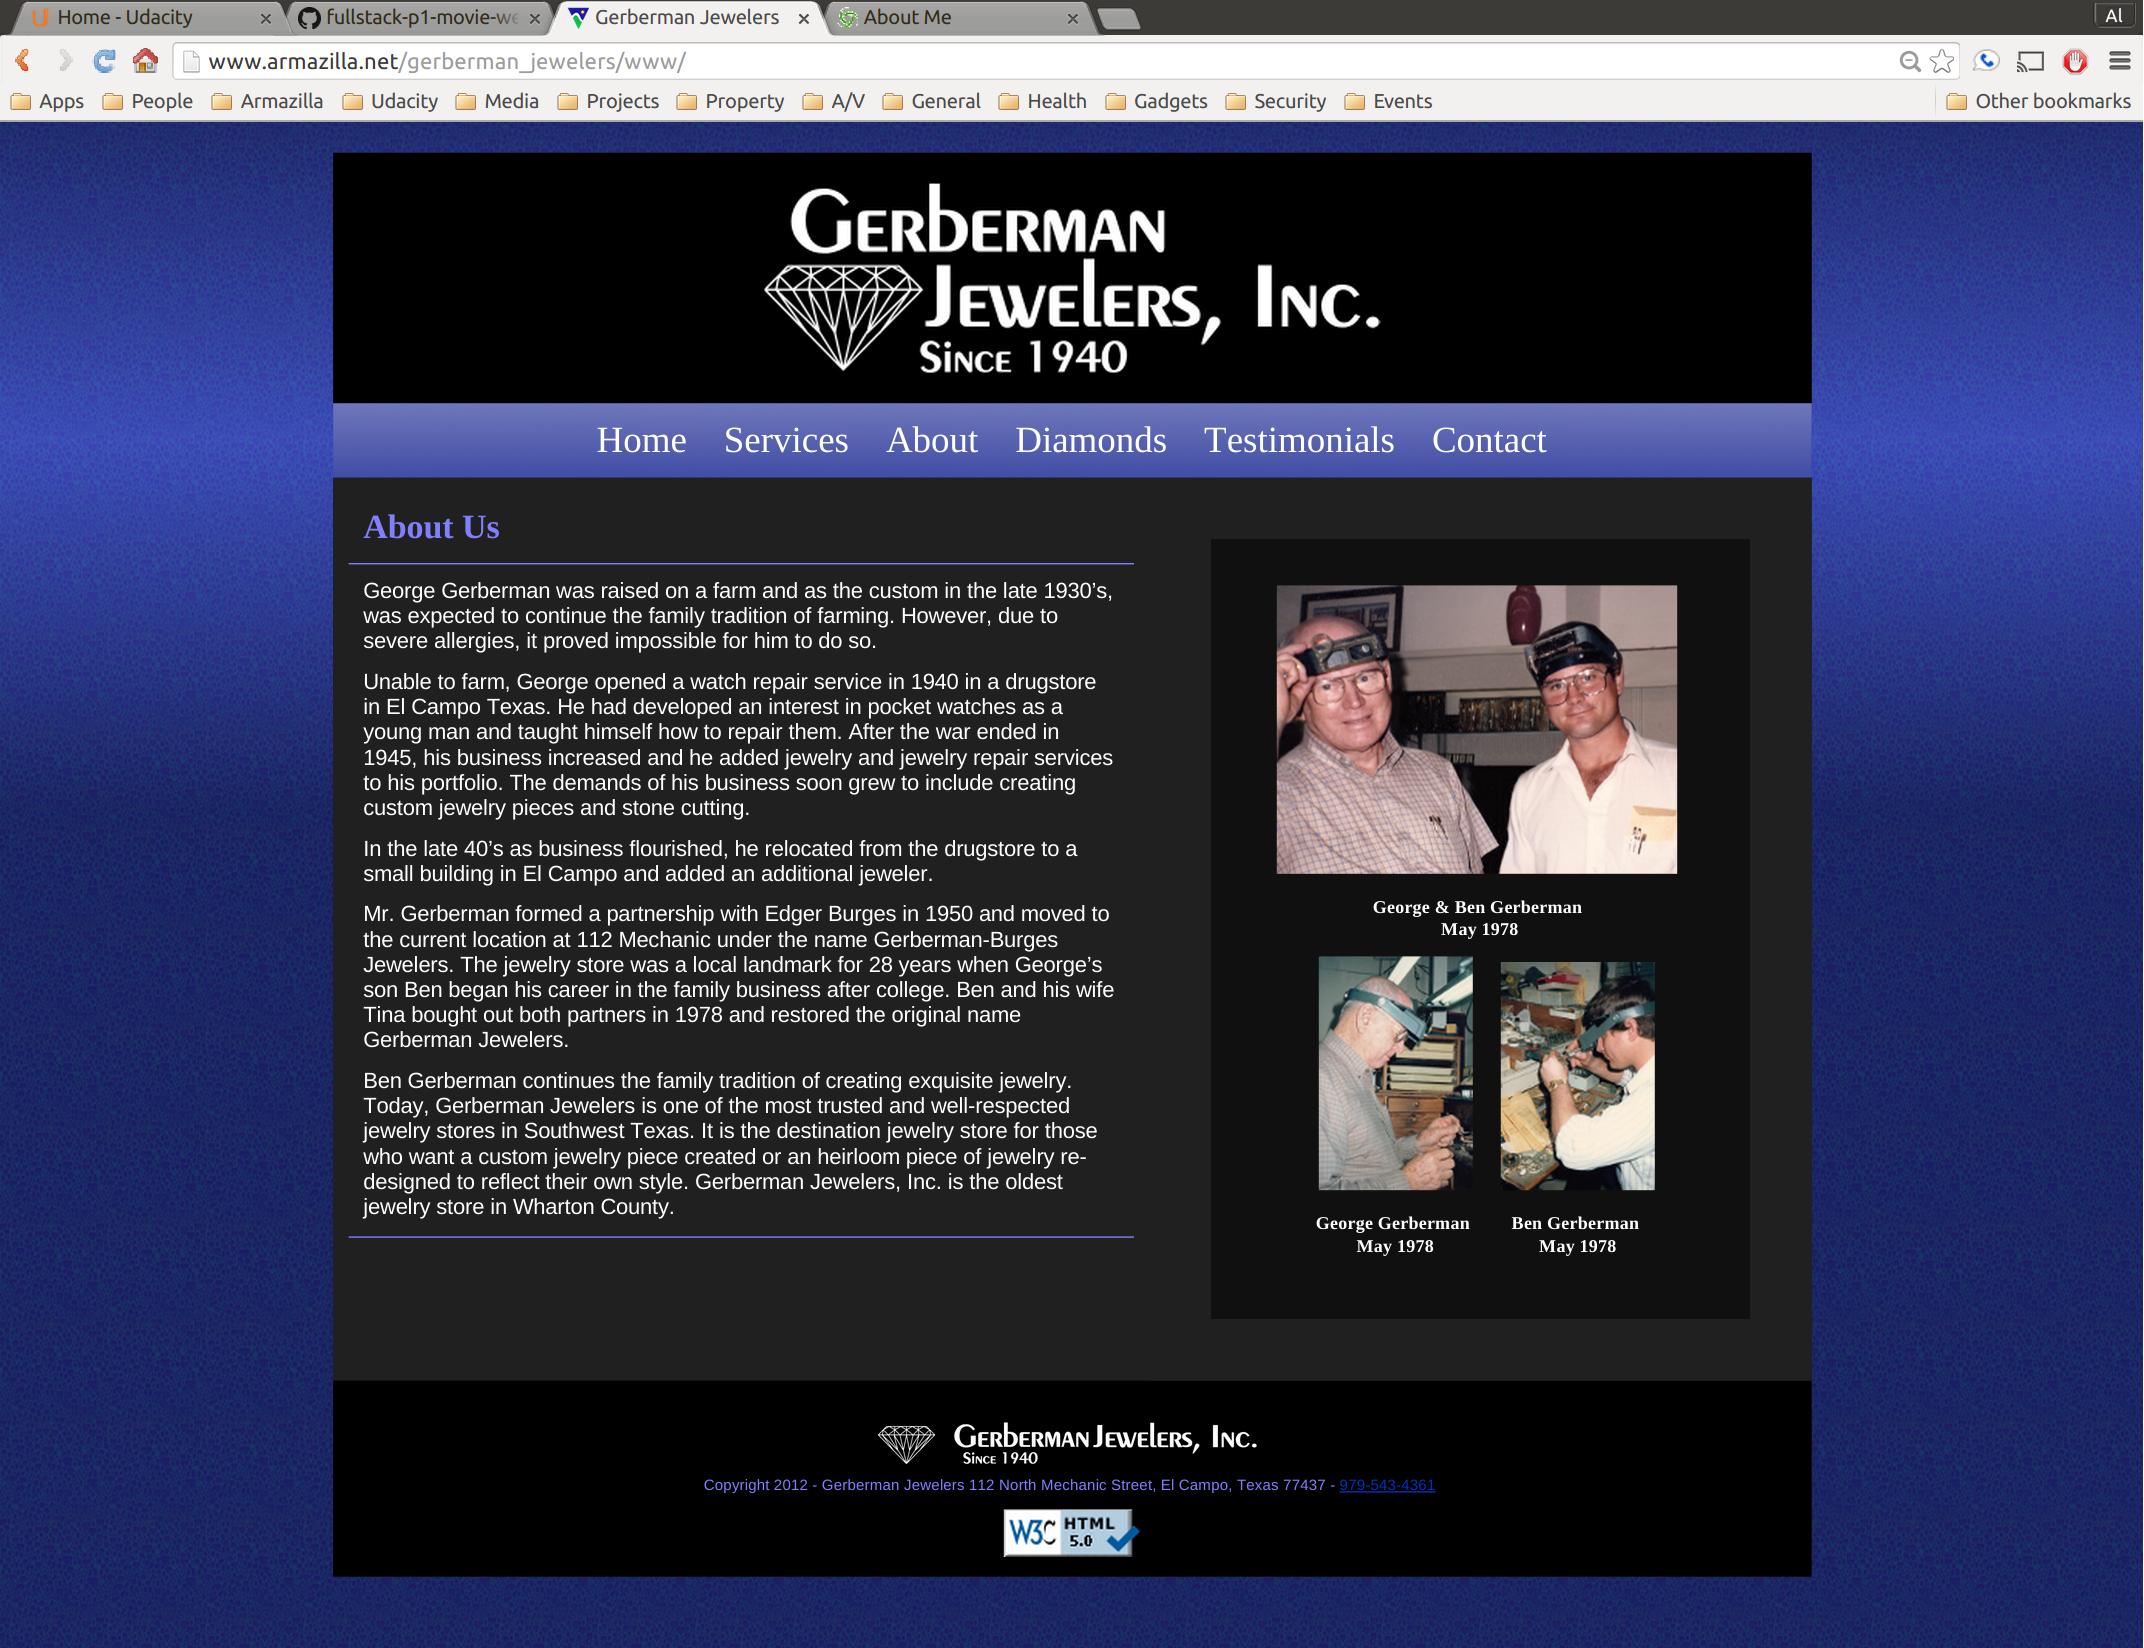 Home - Udacity
fullstack-p1-movie-we
Gerberman Jewelers
About Me
Al
www.armazilla.net/gerberman_jewelers/www/
Apps People Armazilla Udacity Media Projects Property A/V General Health Gadgets Security Events Other bookmarks
GERBERMAN
JEWELERS, INC.
SINCE 1940
Home Services About Diamonds Testimonials Contact
About Us
George Gerberman was raised on a farm and as the custom in the late 1930’s,
was expected to continue the family tradition of farming. However, due to
severe allergies, it proved impossible for him to do so.
Unable to farm, George opened a watch repair service in 1940 in a drugstore
in El Campo Texas. He had developed an interest in pocket watches as a
young man and taught himself how to repair them. After the war ended in
1945, his business increased and he added jewelry and jewelry repair services
to his portfolio. The demands of his business soon grew to include creating
custom jewelry pieces and stone cutting.
In the late 40’s as business flourished, he relocated from the drugstore to a
small building in El Campo and added an additional jeweler.
Mr. Gerberman formed a partnership with Edger Burges in 1950 and moved to
the current location at 112 Mechanic under the name Gerberman-Burges
Jewelers. The jewelry store was a local landmark for 28 years when George’s
son Ben began his career in the family business after college. Ben and his wife
Tina bought out both partners in 1978 and restored the original name
Gerberman Jewelers.
Ben Gerberman continues the family tradition of creating exquisite jewelry.
Today, Gerberman Jewelers is one of the most trusted and well-respected
jewelry stores in Southwest Texas. It is the destination jewelry store for those
who want a custom jewelry piece created or an heirloom piece of jewelry re-
designed to reflect their own style. Gerberman Jewelers, Inc. is the oldest
jewelry store in Wharton County.
George & Ben Gerberman
May 1978
George Gerberman
May 1978
Ben Gerberman
May 1978
GERBERMAN JEWELERS, INC.
SINCE 1940
Copyright 2012 - Gerberman Jewelers 112 North Mechanic Street, El Campo, Texas 77437 - 979-543-4361
W3C HTML
5.0